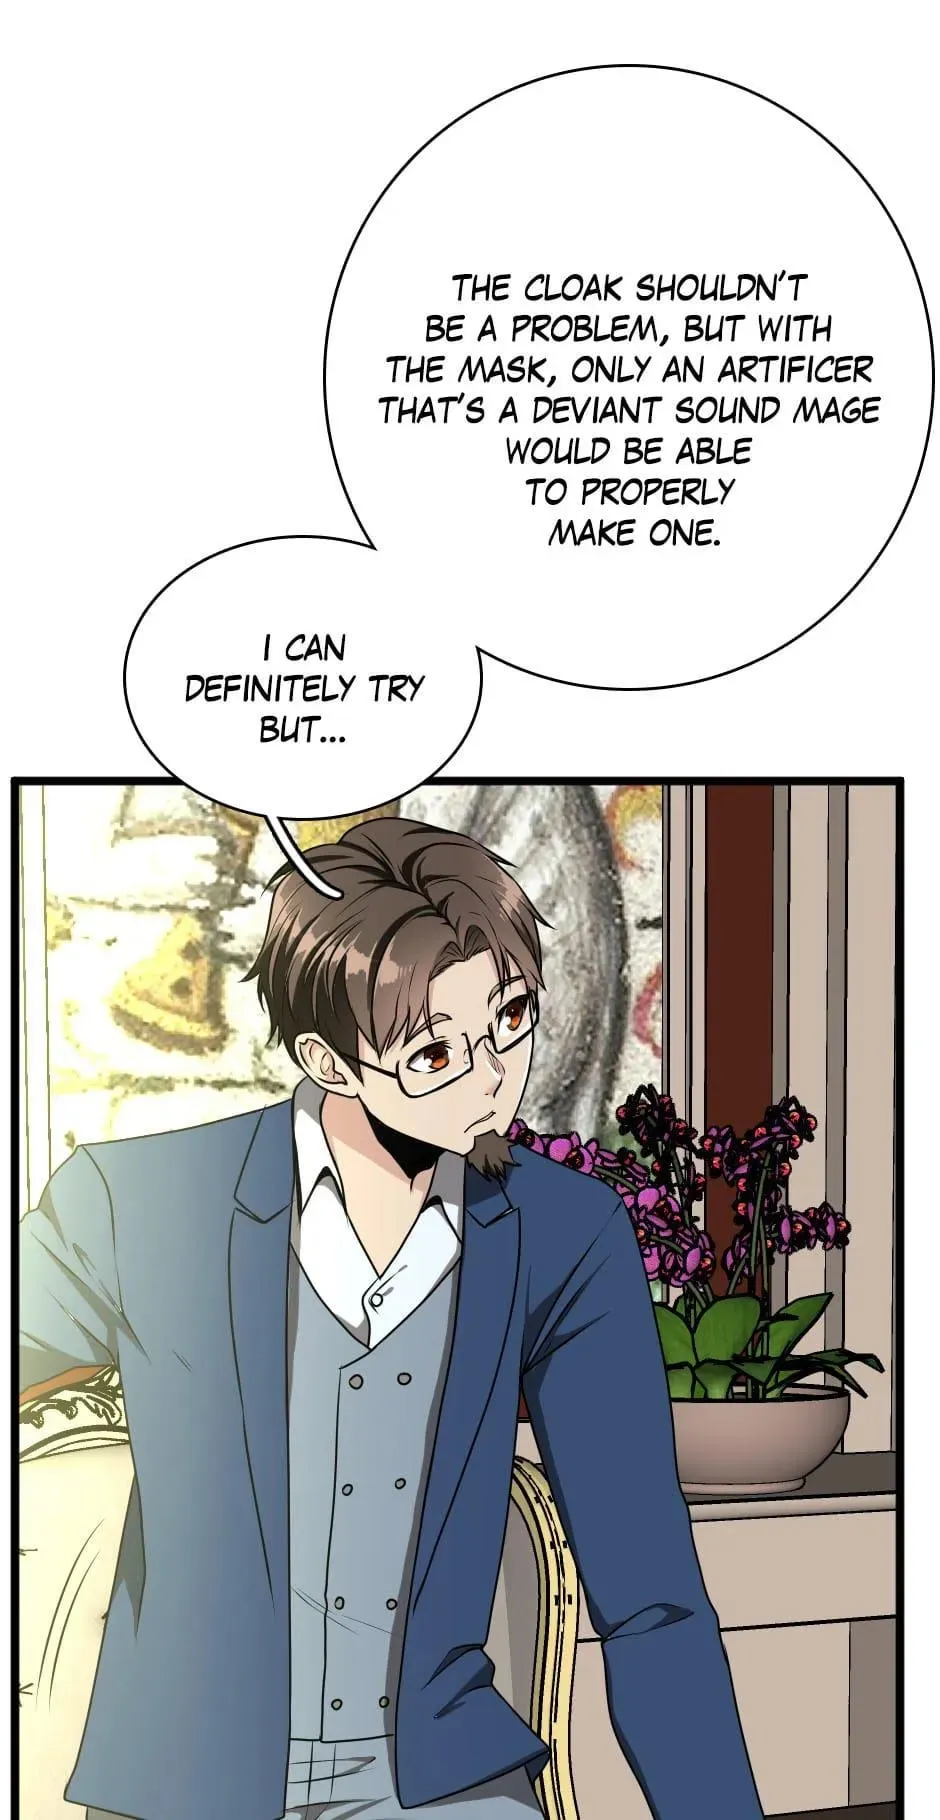 THE CLOAK SHOULDN'T
BE A PROBLEM, BUT WITH
THE MASK, ONLY AN ARTIFICER
THAT'S A DEVIANT SOUND MAGE
WOULD BE ABLE
TO PROPERLY
MAKE ONE.
I CAN
DEFINITELY TRY
BUT...